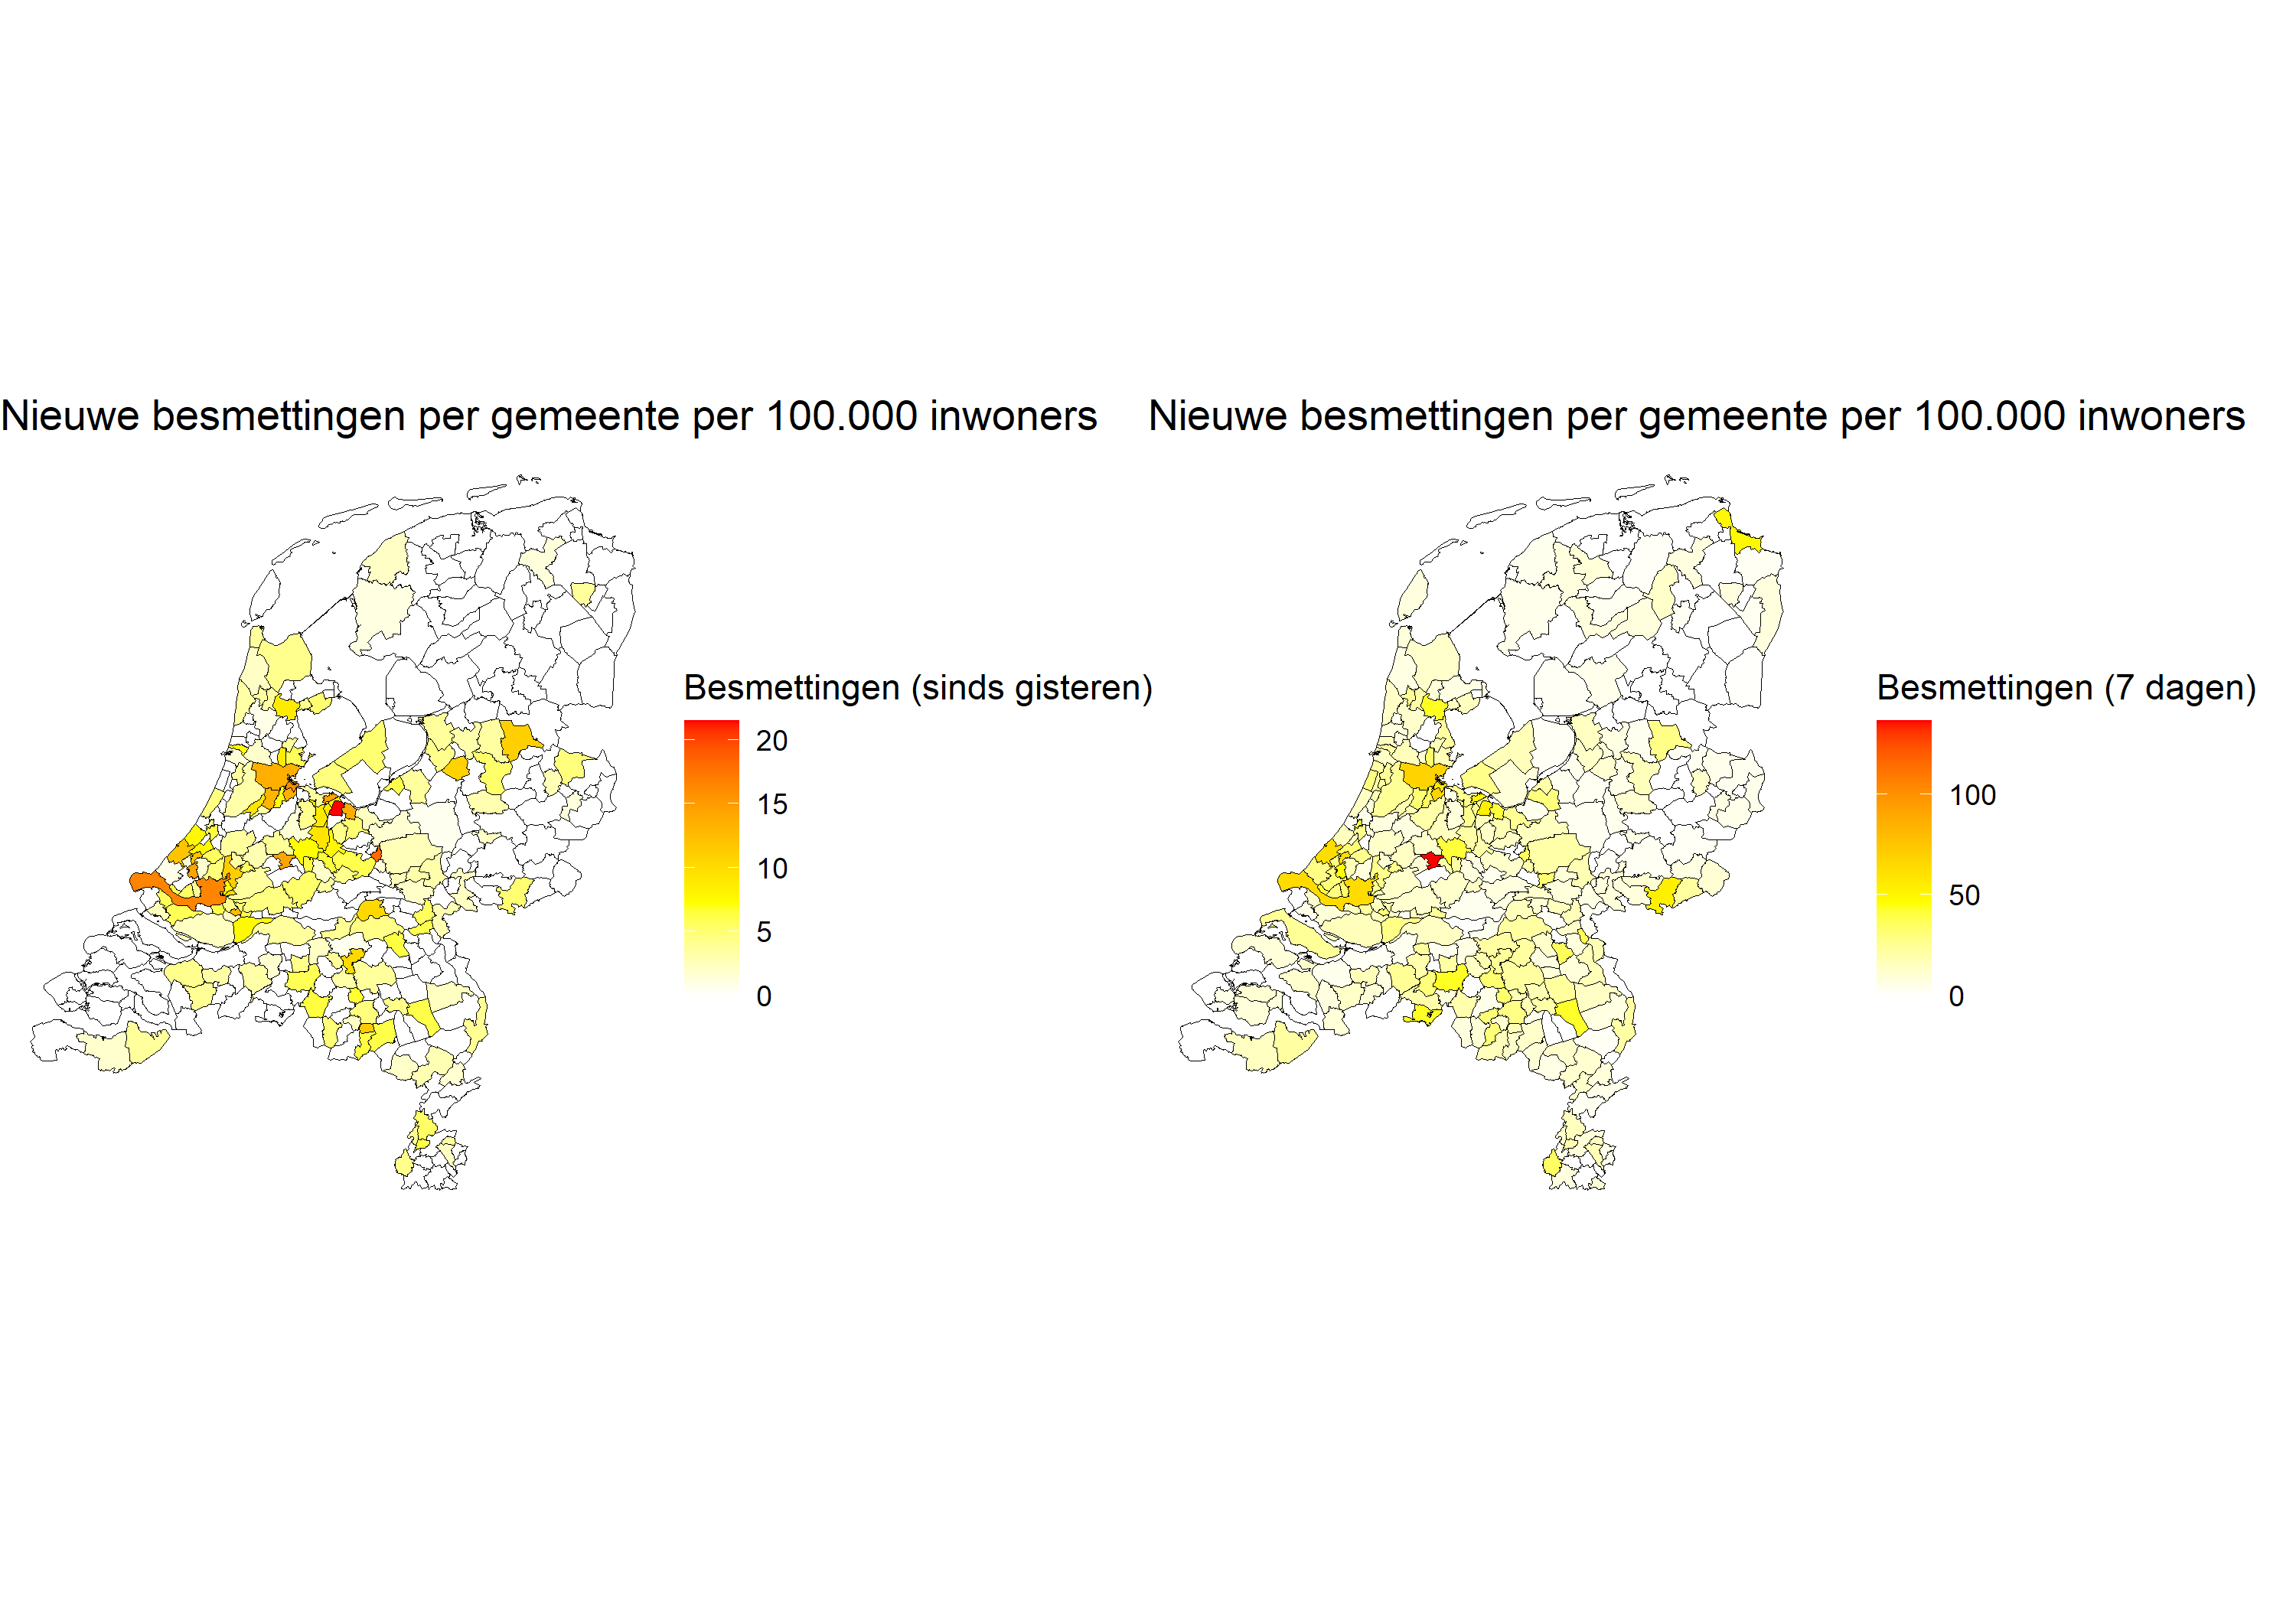 Nieuwe besmettingen per gemeente per 100.000 inwoners
Besmettingen (sinds gisteren)
20
15
10
5
0
Nieuwe besmettingen per gemeente per 100.000 inwoners
Besmettingen (7 dagen)
100
50
0